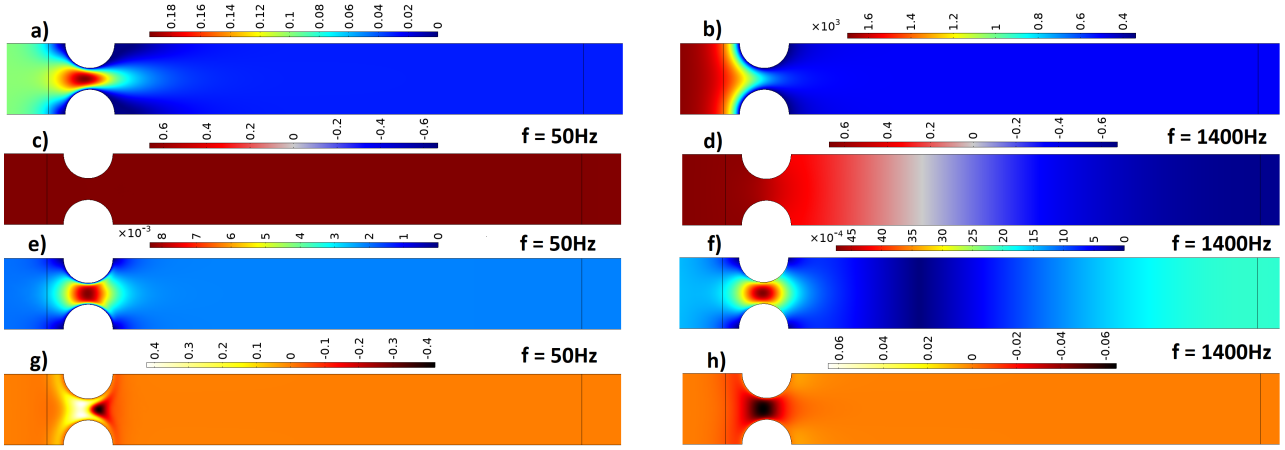 a) 0.18 0.16 0.14 0.12 0.1 0.08 0.06 0.04 0.02 0
b) ×10³ 1.6 1.4 1.2 1 0.8 0.6 0.4
c) 0.6 0.4 0.2 0 -0.2 -0.4 -0.6 f = 50Hz
d) 0.6 0.4 0.2 0 -0.2 -0.4 -0.6 f = 1400Hz
e) ×10⁻³ 8 7 6 5 4 3 2 1 0 f = 50Hz
f) ×10⁻⁴ 45 40 35 30 25 20 15 10 5 0 f = 1400Hz
g) 0.4 0.3 0.2 0.1 0 -0.1 -0.2 -0.3 -0.4 f = 50Hz
h) 0.06 0.04 0.02 0 -0.02 -0.04 -0.06 f = 1400Hz